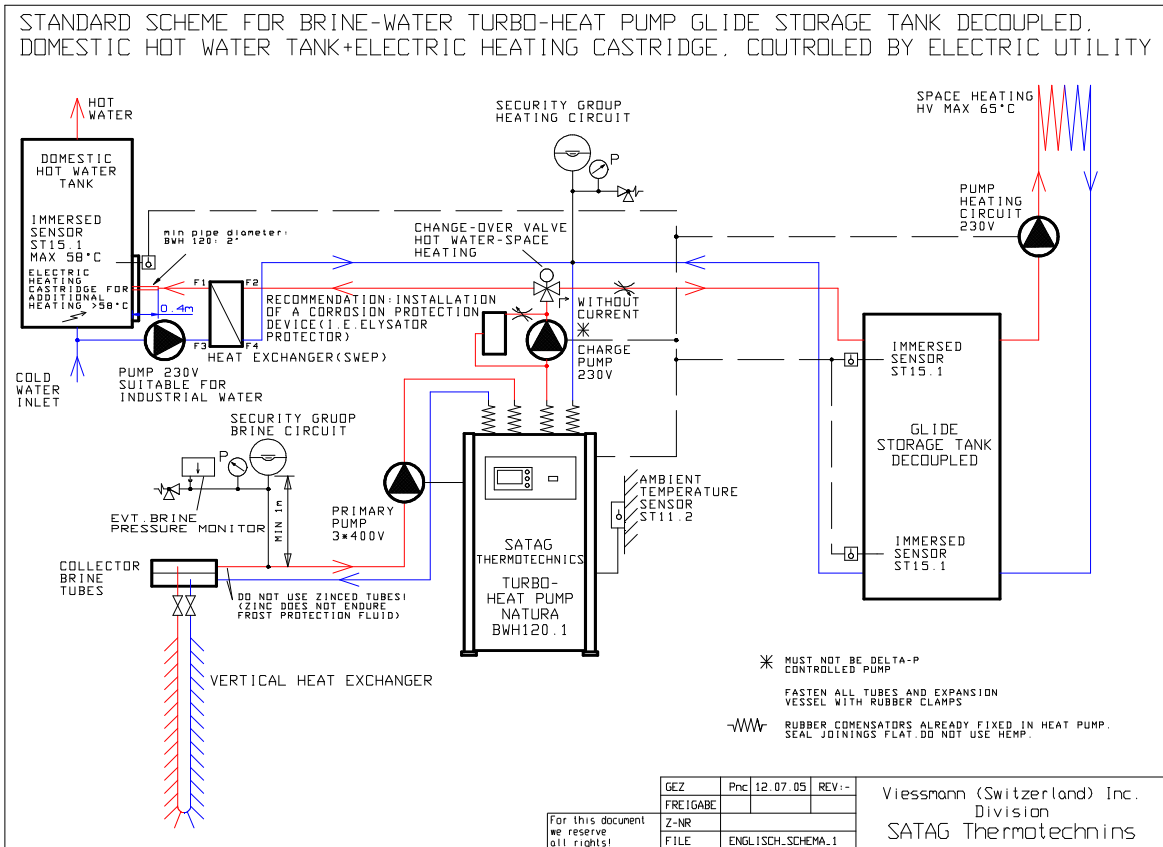 STANDARD SCHEME FOR BRINE-WATER TURBO-HEAT PUMP GLIDE STORAGE TANK DECOUPLED,
DOMESTIC HOT WATER TANK+ELECTRIC HEATING CASTRIDGE, COUTROLED BY ELECTRIC UTILITY
HOT
WATER
DOMESTIC
HOT WATER
TANK
IMMERSED
SENSOR
ST15.1
MAX 58°C
ELECTRIC
HEATING
CASTRIDGE FOR
ADDITIONAL
HEATING >58°C
min pipe diameter:
BWH 120: 2"
0.4m
F1
F2
F3
F4
COLD
WATER
INLET
PUMP 230V
SUITABLE FOR
INDUSTRIAL WATER
HEAT EXCHANGER(SWEP)
RECOMMENDATION:INSTALLATION
OF A CORROSION PROTECTION
DEVICE(I.E.ELYSATOR
PROTECTOR)
SECURITY GROUP
HEATING CIRCUIT
P
CHANGE-OVER VALVE
HOT WATER-SPACE
HEATING
WITHOUT
CURRENT
CHARGE
PUMP
230V
SPACE HEATING
HV MAX 65°C
PUMP
HEATING
CIRCUIT
230V
IMMERSED
SENSOR
ST15.1
GLIDE
STORAGE TANK
DECOUPLED
IMMERSED
SENSOR
ST15.1
SECURITY GRUOP
BRINE CIRCUIT
P
EVT.BRINE
PRESSURE MONITOR
MIN 1m
PRIMARY
PUMP
3*400V
AMBIENT
TEMPERATURE
SENSOR
ST11.2
SATAG
THERMOTECHNICS
TURBO-
HEAT PUMP
NATURA
BWH120.1
COLLECTOR
BRINE
TUBES
DO NOT USE ZINCED TUBES!
(ZINC DOES NOT ENDURE
FROST PROTECTION FLUID)
VERTICAL HEAT EXCHANGER
MUST NOT BE DELTA-P
CONTROLLED PUMP
FASTEN ALL TUBES AND EXPANSION
VESSEL WITH RUBBER CLAMPS
RUBBER COMENSATORS ALREADY FIXED IN HEAT PUMP.
SEAL JOININGS FLAT.DO NOT USE HEMP.
For this document
we reserve
all rights!
GEZ Pnc 12.07.05 REV:-
FREIGABE
Z-NR
FILE ENGLISCH_SCHEMA_1
Viessmann (Switzerland) Inc.
Division
SATAG Thermotechnins